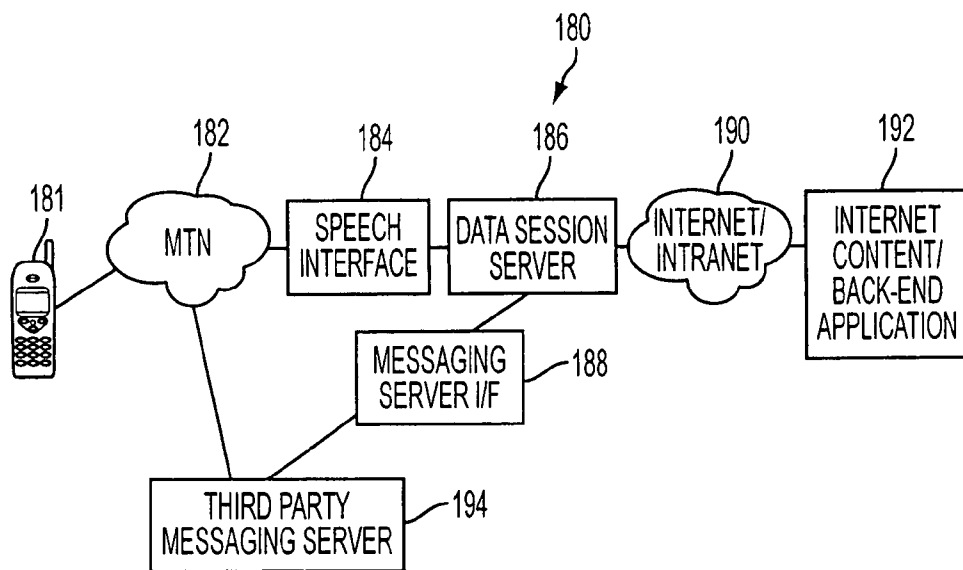 180
182
184
186
190
192
181
MTN
SPEECH
INTERFACE
DATA SESSION
SERVER
INTERNET/
INTRANET
INTERNET
CONTENT/
BACK-END
APPLICATION
MESSAGING
SERVER I/F
188
THIRD PARTY
MESSAGING SERVER
194